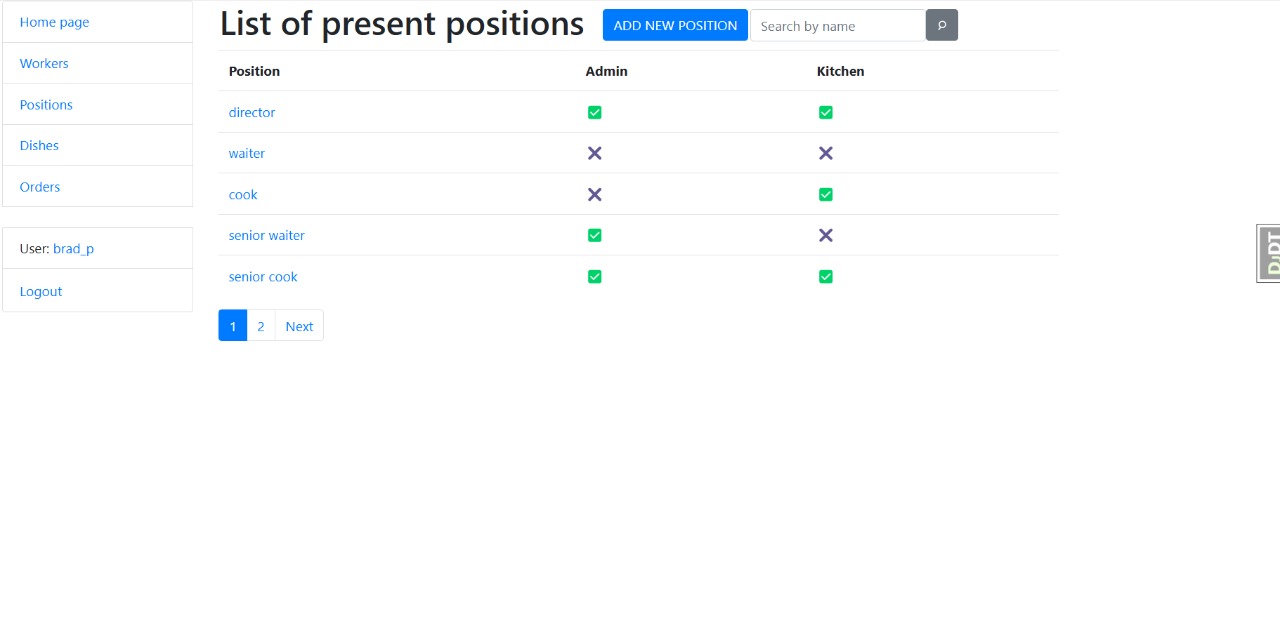 Home page
Workers
Positions
Dishes
Orders
User: brad_p
Logout
List of present positions
ADD NEW POSITION
Search by name
Position Admin Kitchen
director ✅ ✅
waiter ❌ ❌
cook ❌ ✅
senior waiter ✅ ❌
senior cook ✅ ✅
1 2 Next
DjDT